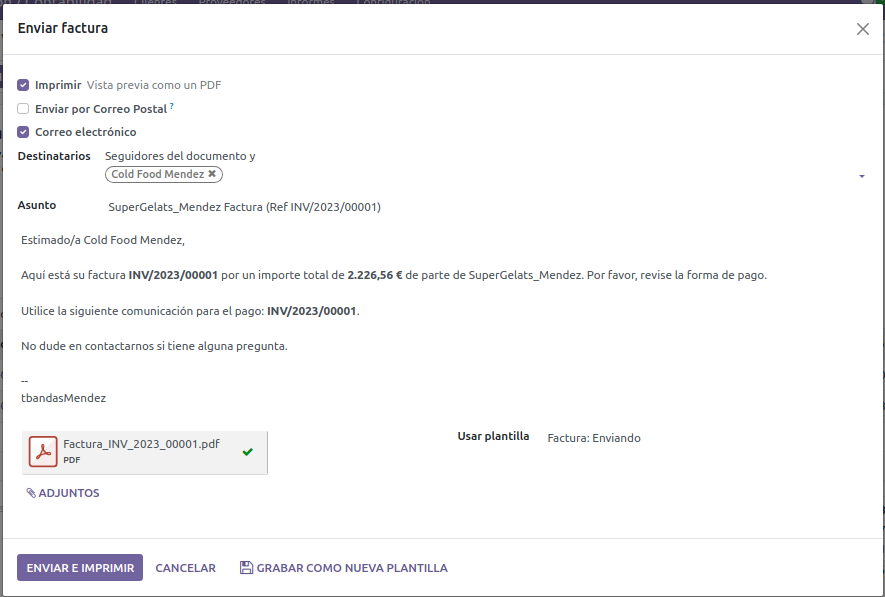 Contabilidad Clientes Proveedores Informes Configuración
Enviar factura
Imprimir Vista previa como un PDF
Enviar por Correo Postal ?
Correo electrónico
Destinatarios Seguidores del documento y
Cold Food Mendez ✖
Asunto SuperGelats_Mendez Factura (Ref INV/2023/00001)
Estimado/a Cold Food Mendez,
Aquí está su factura INV/2023/00001 por un importe total de 2.226,56 € de parte de SuperGelats_Mendez. Por favor, revise la forma de pago.
Utilice la siguiente comunicación para el pago: INV/2023/00001.
No dude en contactarnos si tiene alguna pregunta.
--
tbandasMendez
Factura_INV_2023_00001.pdf
PDF
Usar plantilla Factura: Enviando
ADJUNTOS
ENVIAR E IMPRIMIR CANCELAR GRABAR COMO NUEVA PLANTILLA